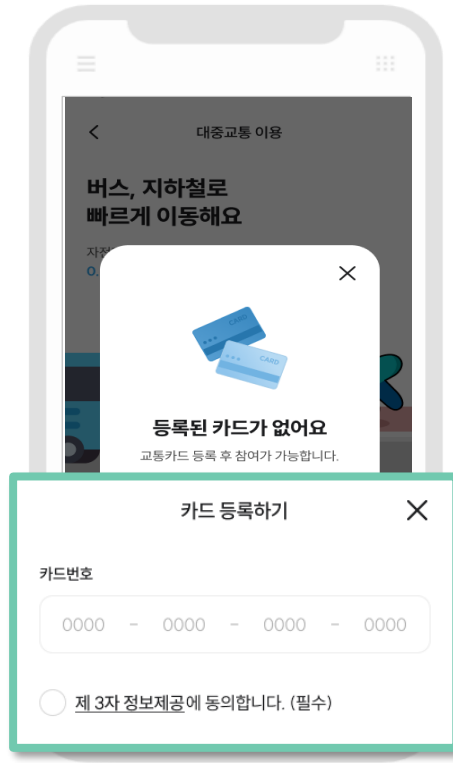 대중교통 이용
버스, 지하철로
빠르게 이동해요
CARD
CARD
등록된 카드가 없어요
교통카드 등록 후 참여가 가능합니다.
카드 등록하기
카드번호
0000 - 0000 - 0000 - 0000
제 3자 정보제공에 동의합니다. (필수)